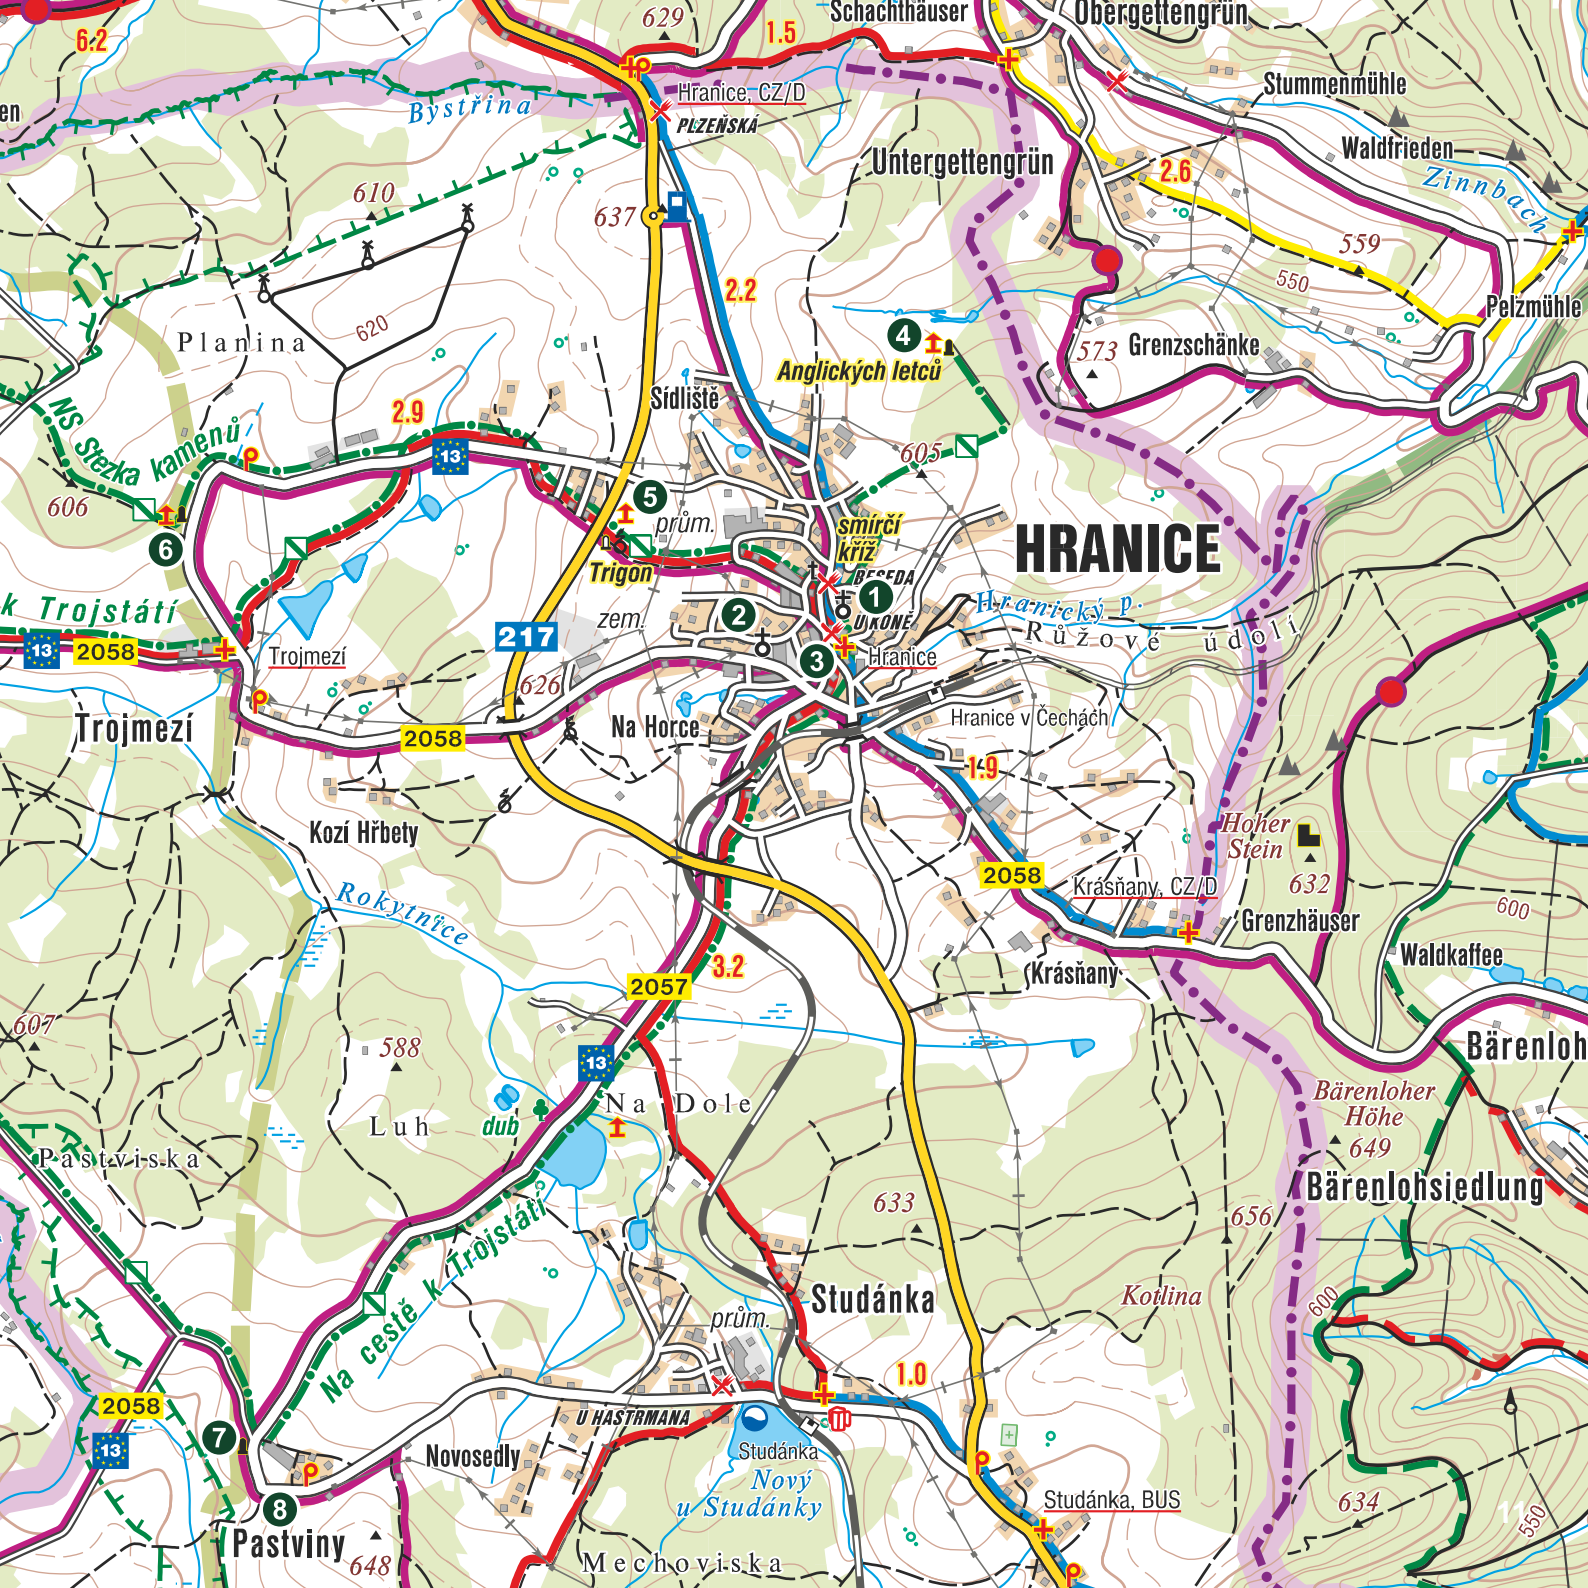 629
Schachthäuser
Obergettengrün
6.2
1.5
Hranice, CZ/D
Stummenmühle
en
Bystřina
PLZEŇSKÁ
Waldfrieden
Untergettengrün
2.6
Zinnbach
610
637
559
550
2.2
Pelzmühle
620
Planina
4
573
Grenzschänke
Anglických letců
Sídliště
2.9
NS Stezka kamenů
13
605
606
5
prům.
smírčí
kříž
HRANICE
6
Trigon
BESEDA
1
k Trojstátí
2
zem.
U KONĚ
Hranický p.
217
Růžové údolí
13
2058
Trojmezí
3
Hranice
626
Hranice v Čechách
Trojmezí
2058
Na Horce
1.9
Kozí Hřbety
Hoher
Stein
2058
Krásňany, CZ/D
632
Rokytnice
600
Grenzhäuser
Waldkaffee
3.2
Krásňany
2057
607
588
13
Bärenloh
Na Dole
Bärenloher
Höhe
Luh
dub
649
Pastviska
Bärenlohsiedlung
633
656
Na cestě k Trojstátí
Studánka
Kotlina
600
prům.
1.0
2058
U HASTRMANA
7
13
Novosedly
Studánka
Nový
u Studánky
Studánka, BUS
634
8
11
550
Pastviny
648
Mechoviska